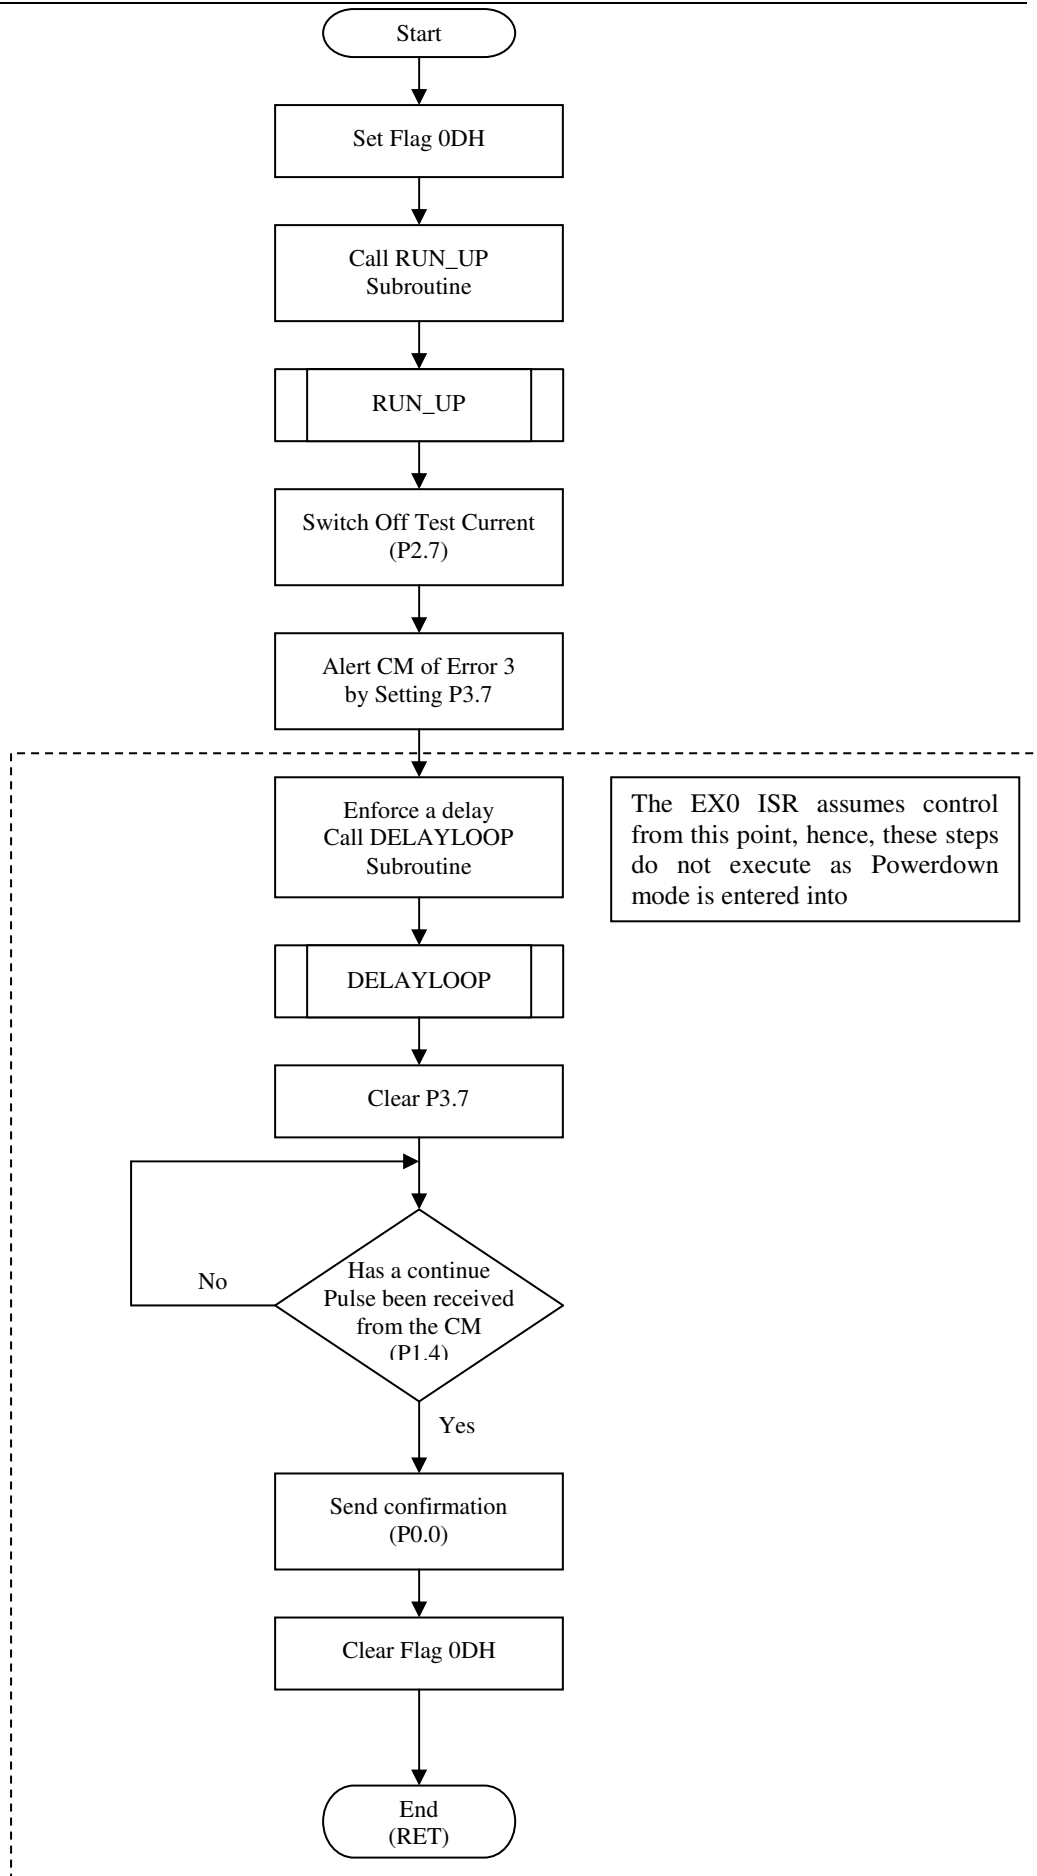 Start
Set Flag 0DH
Call RUN_UP
Subroutine
RUN_UP
Switch Off Test Current
(P2.7)
Alert CM of Error 3
by Setting P3.7
Enforce a delay
Call DELAYLOOP
Subroutine
The EX0 ISR assumes control
from this point, hence, these steps
do not execute as Powerdown
mode is entered into
DELAYLOOP
Clear P3.7
Has a continue
Pulse been received
from the CM
(P1.4)
No
Yes
Send confirmation
(P0.0)
Clear Flag 0DH
End
(RET)